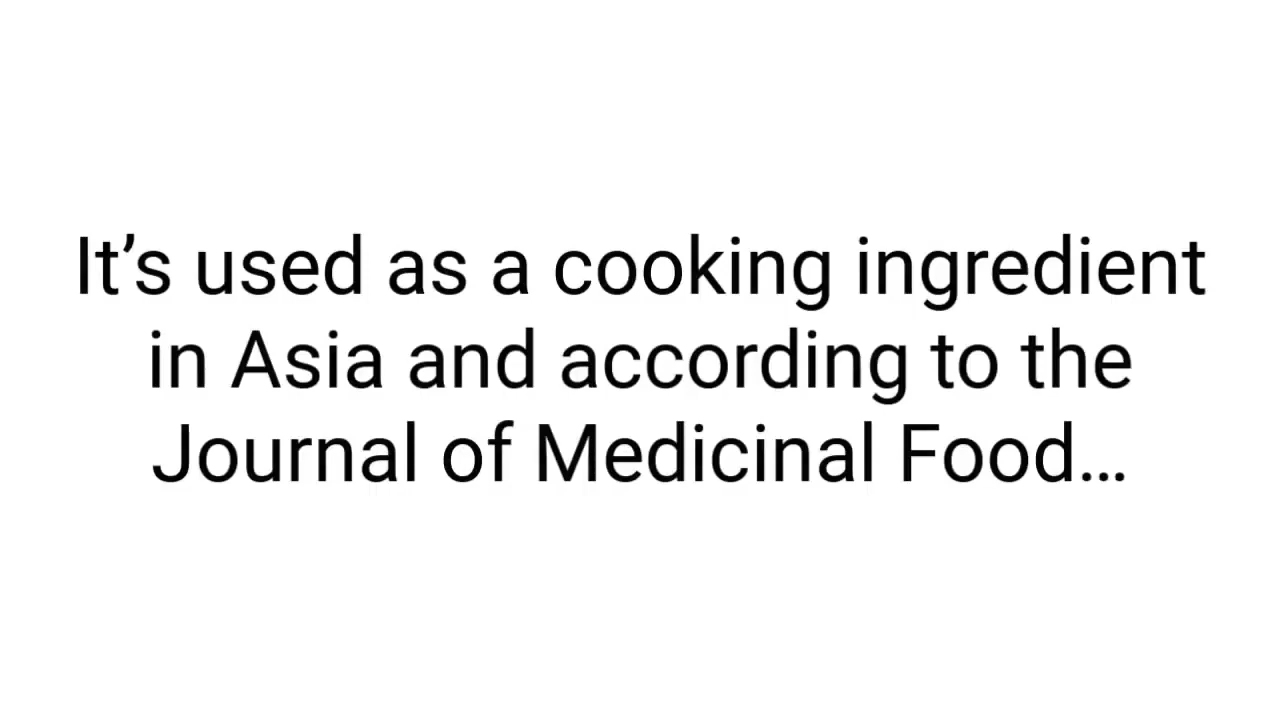 It’s used as a cooking ingredient
in Asia and according to the
Journal of Medicinal Food…